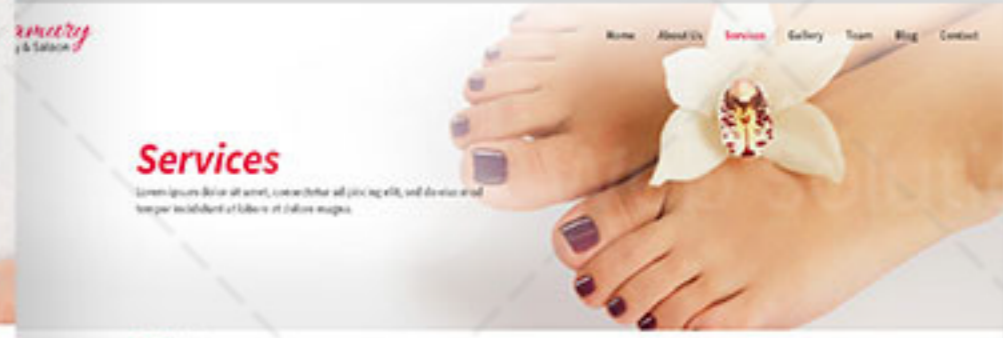 & Saloon
Home About Us Services Gallery Team Blog Contact
Services
Lorem ipsum dolor sit amet, consectetur adipiscing elit, sed do eiusmod
tempor incididunt ut labore et dolore magna.